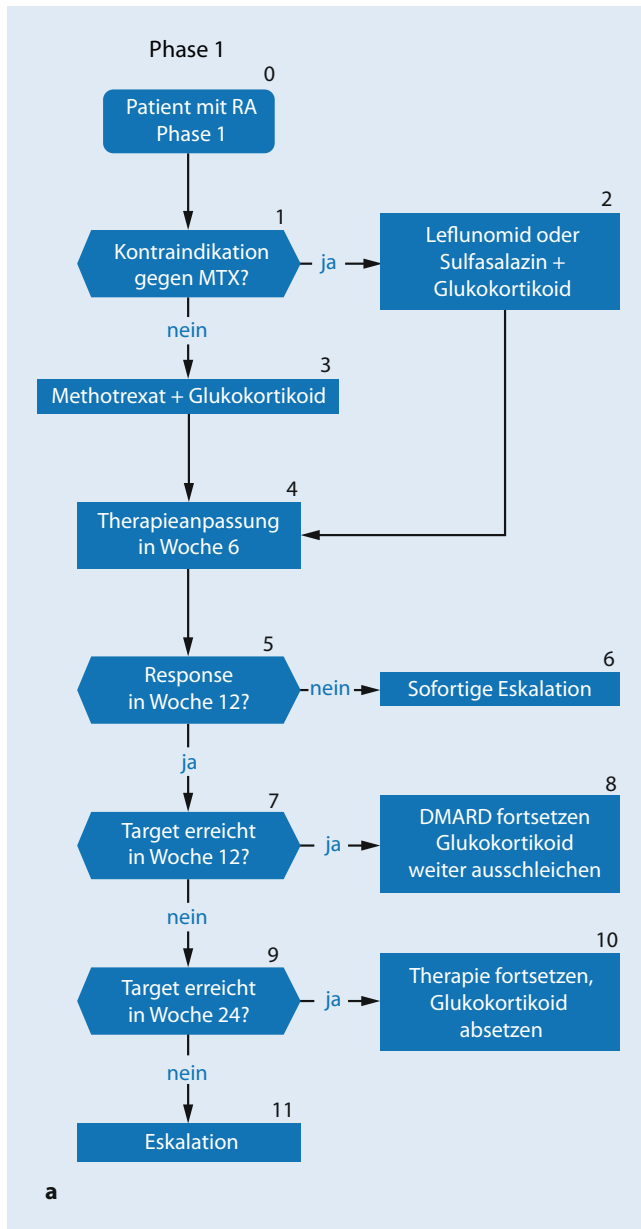 Phase 1
0
Patient mit RA
Phase 1
1
Kontraindikation
gegen MTX?
ja
2
Leflunomid oder
Sulfasalazin +
Glukokortikoid
nein
3
Methotrexat + Glukokortikoid
4
Therapieanpassung
in Woche 6
5
Response
in Woche 12?
nein
6
Sofortige Eskalation
ja
7
Target erreicht
in Woche 12?
ja
8
DMARD fortsetzen
Glukokortikoid
weiter ausschleichen
nein
9
Target erreicht
in Woche 24?
ja
10
Therapie fortsetzen,
Glukokortikoid
absetzen
nein
11
Eskalation
a